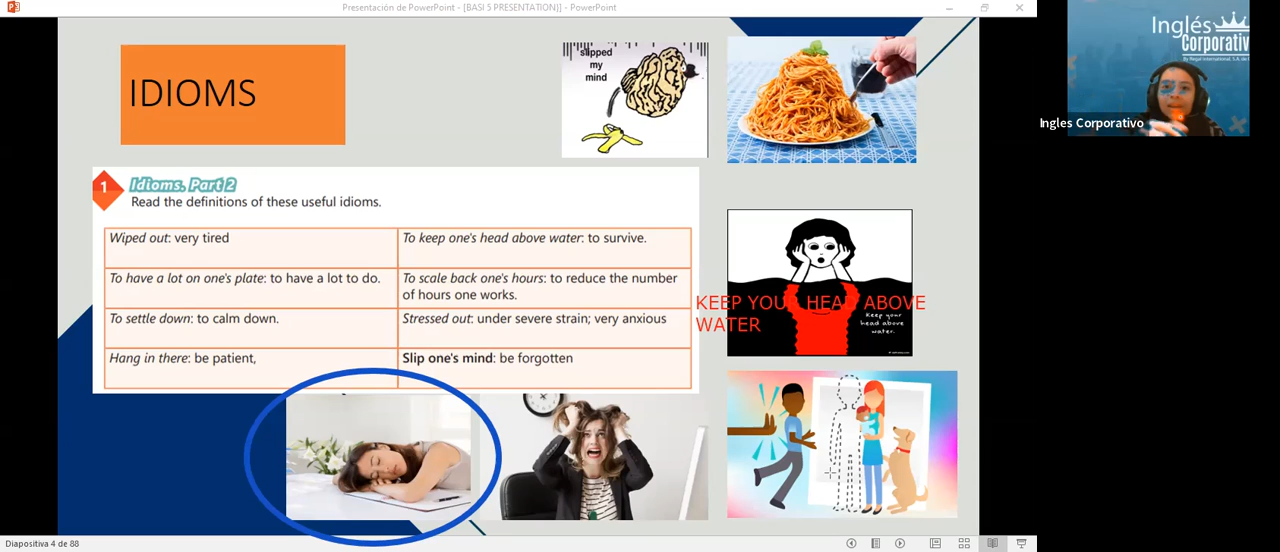 Presentación de PowerPoint - [BASI 5 PRESENTATION)] - PowerPoint
IDIOMS
slipped
my
mind
Inglés
Corporativo
By Regal International, S.A. de
Ingles Corporativo
1
Idioms. Part 2
Read the definitions of these useful idioms.
Wiped out: very tired
To keep one's head above water: to survive.
To have a lot on one's plate: to have a lot to do.
To scale back one's hours: to reduce the number
of hours one works.
To settle down: to calm down.
Stressed out: under severe strain; very anxious
Hang in there: be patient,
Slip one's mind: be forgotten
KEEP YOUR HEAD ABOVE
WATER
Keep your
head above
water.
Diapositiva 4 de 88